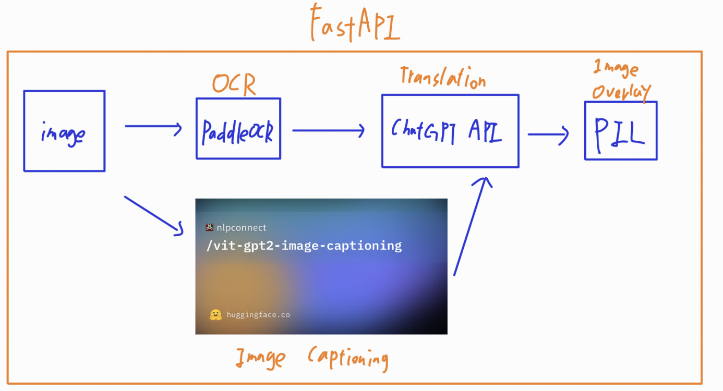 FastAPI
OCR
Translation
Image
Overlay
image
PaddleOCR
ChatGPT API
PIL
nlpconnect
/vit-gpt2-image-captioning
huggingface.co
Image Captioning